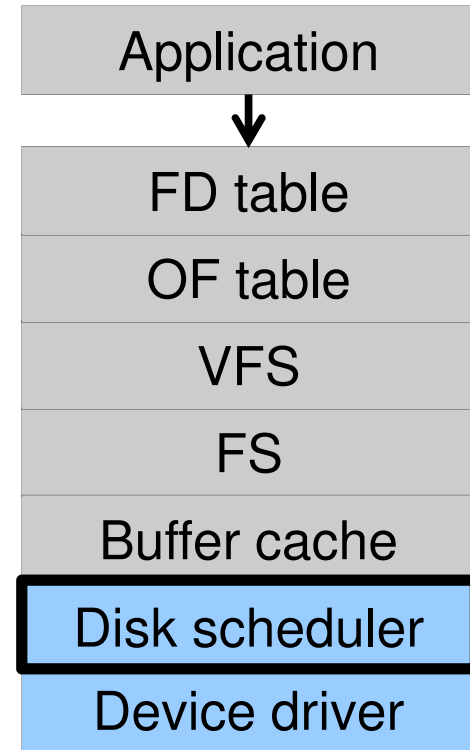 Application
FD table
OF table
VFS
FS
Buffer cache
Disk scheduler
Device driver